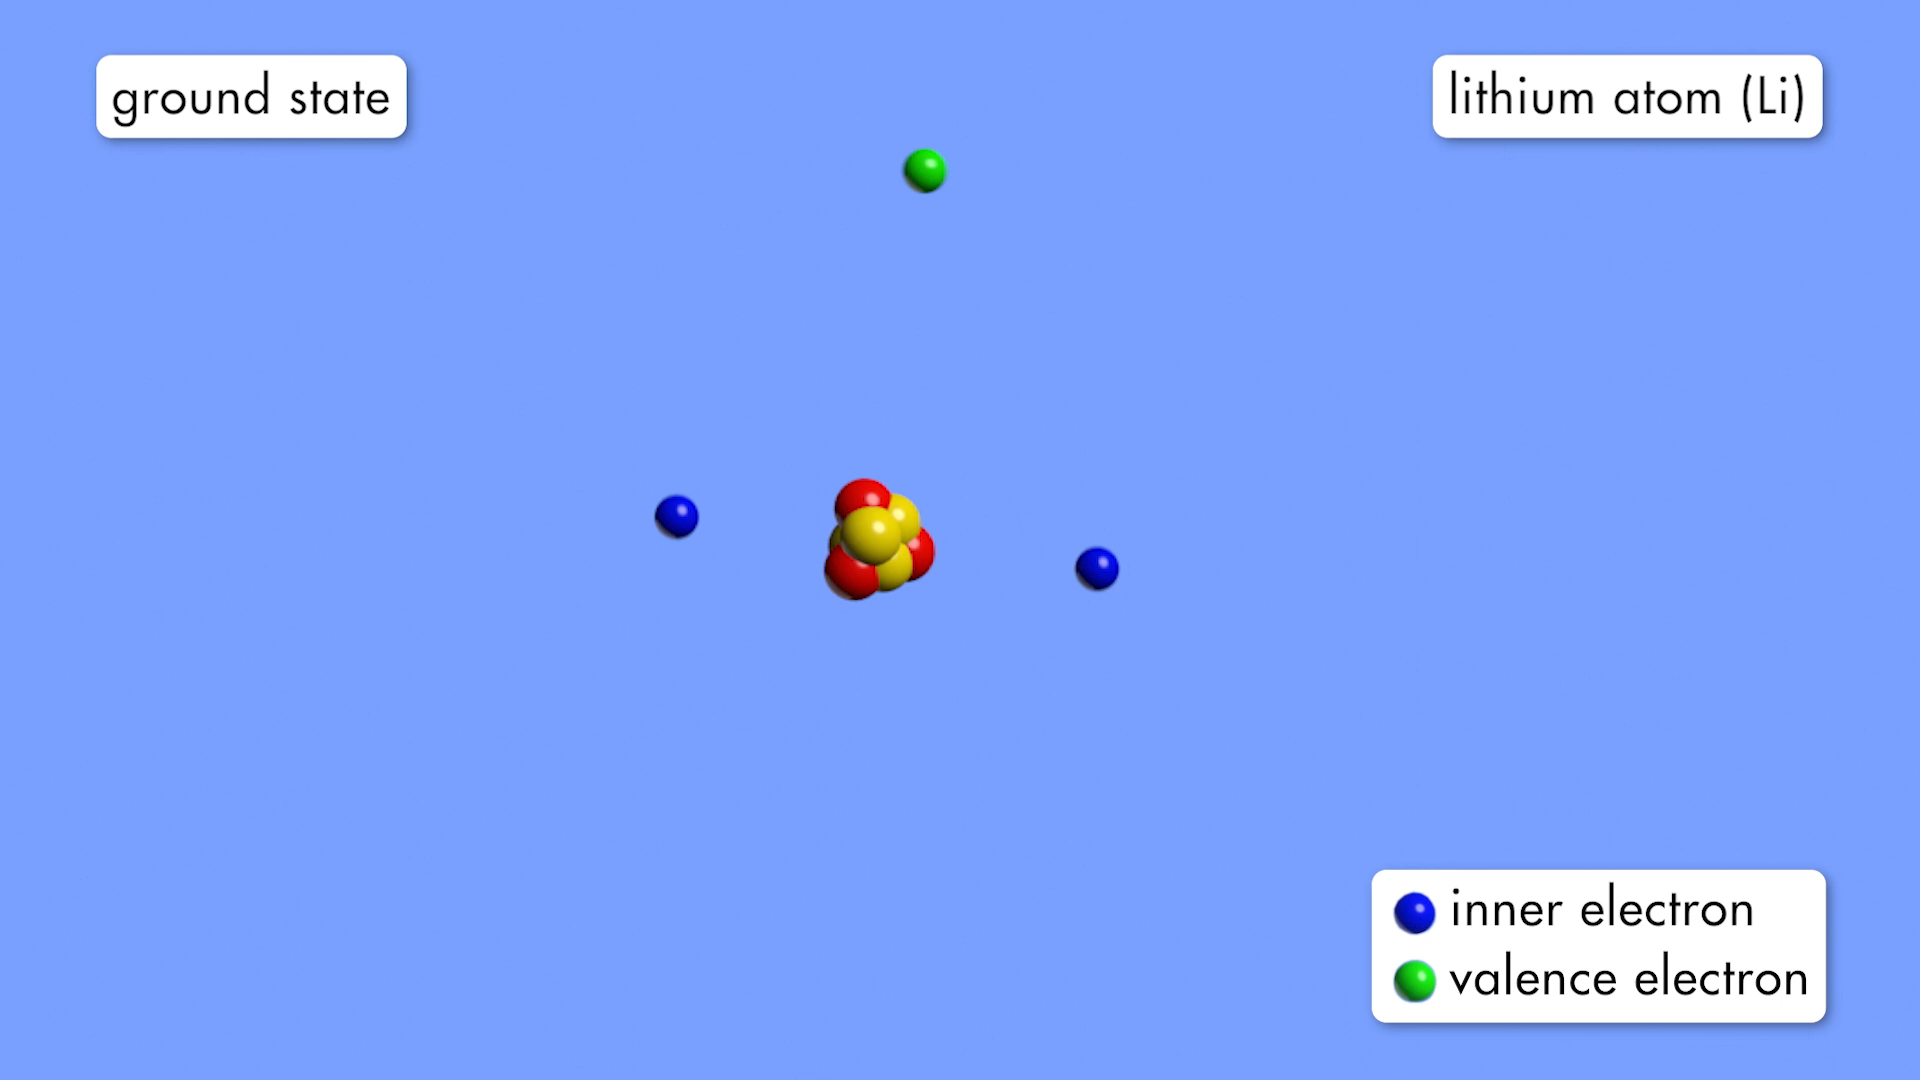 ground state
lithium atom (Li)
inner electron
valence electron